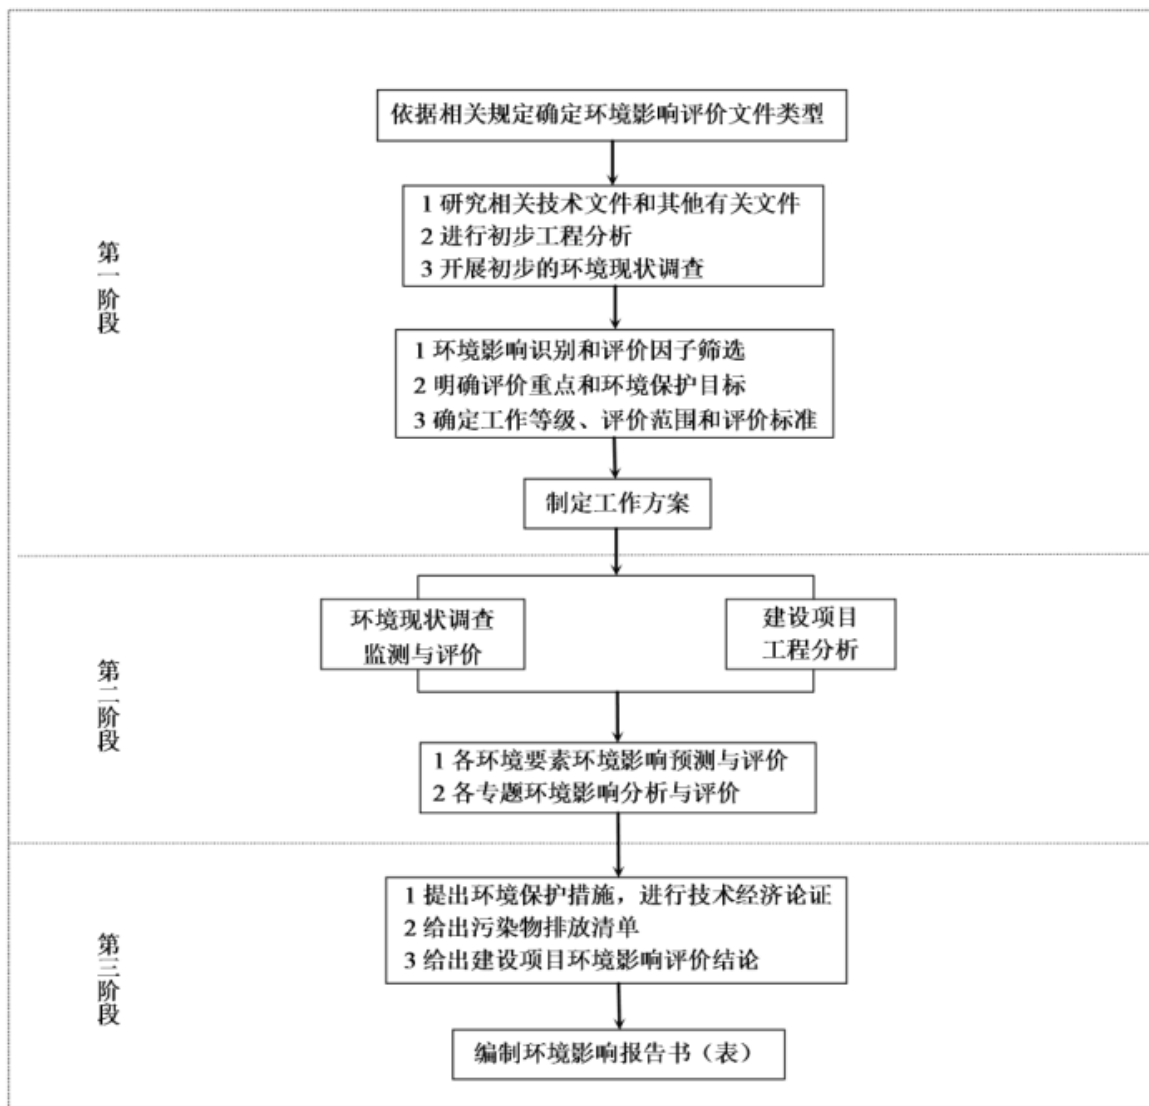 依据相关规定确定环境影响评价文件类型
1 研究相关技术文件和其他有关文件
2 进行初步工程分析
3 开展初步的环境现状调查
第一阶段
1 环境影响识别和评价因子筛选
2 明确评价重点和环境保护目标
3 确定工作等级、评价范围和评价标准
制定工作方案
环境现状调查
监测与评价
建设项目
工程分析
第二阶段
1 各环境要素环境影响预测与评价
2 各专题环境影响分析与评价
1 提出环境保护措施，进行技术经济论证
2 给出污染物排放清单
3 给出建设项目环境影响评价结论
第三阶段
编制环境影响报告书（表）